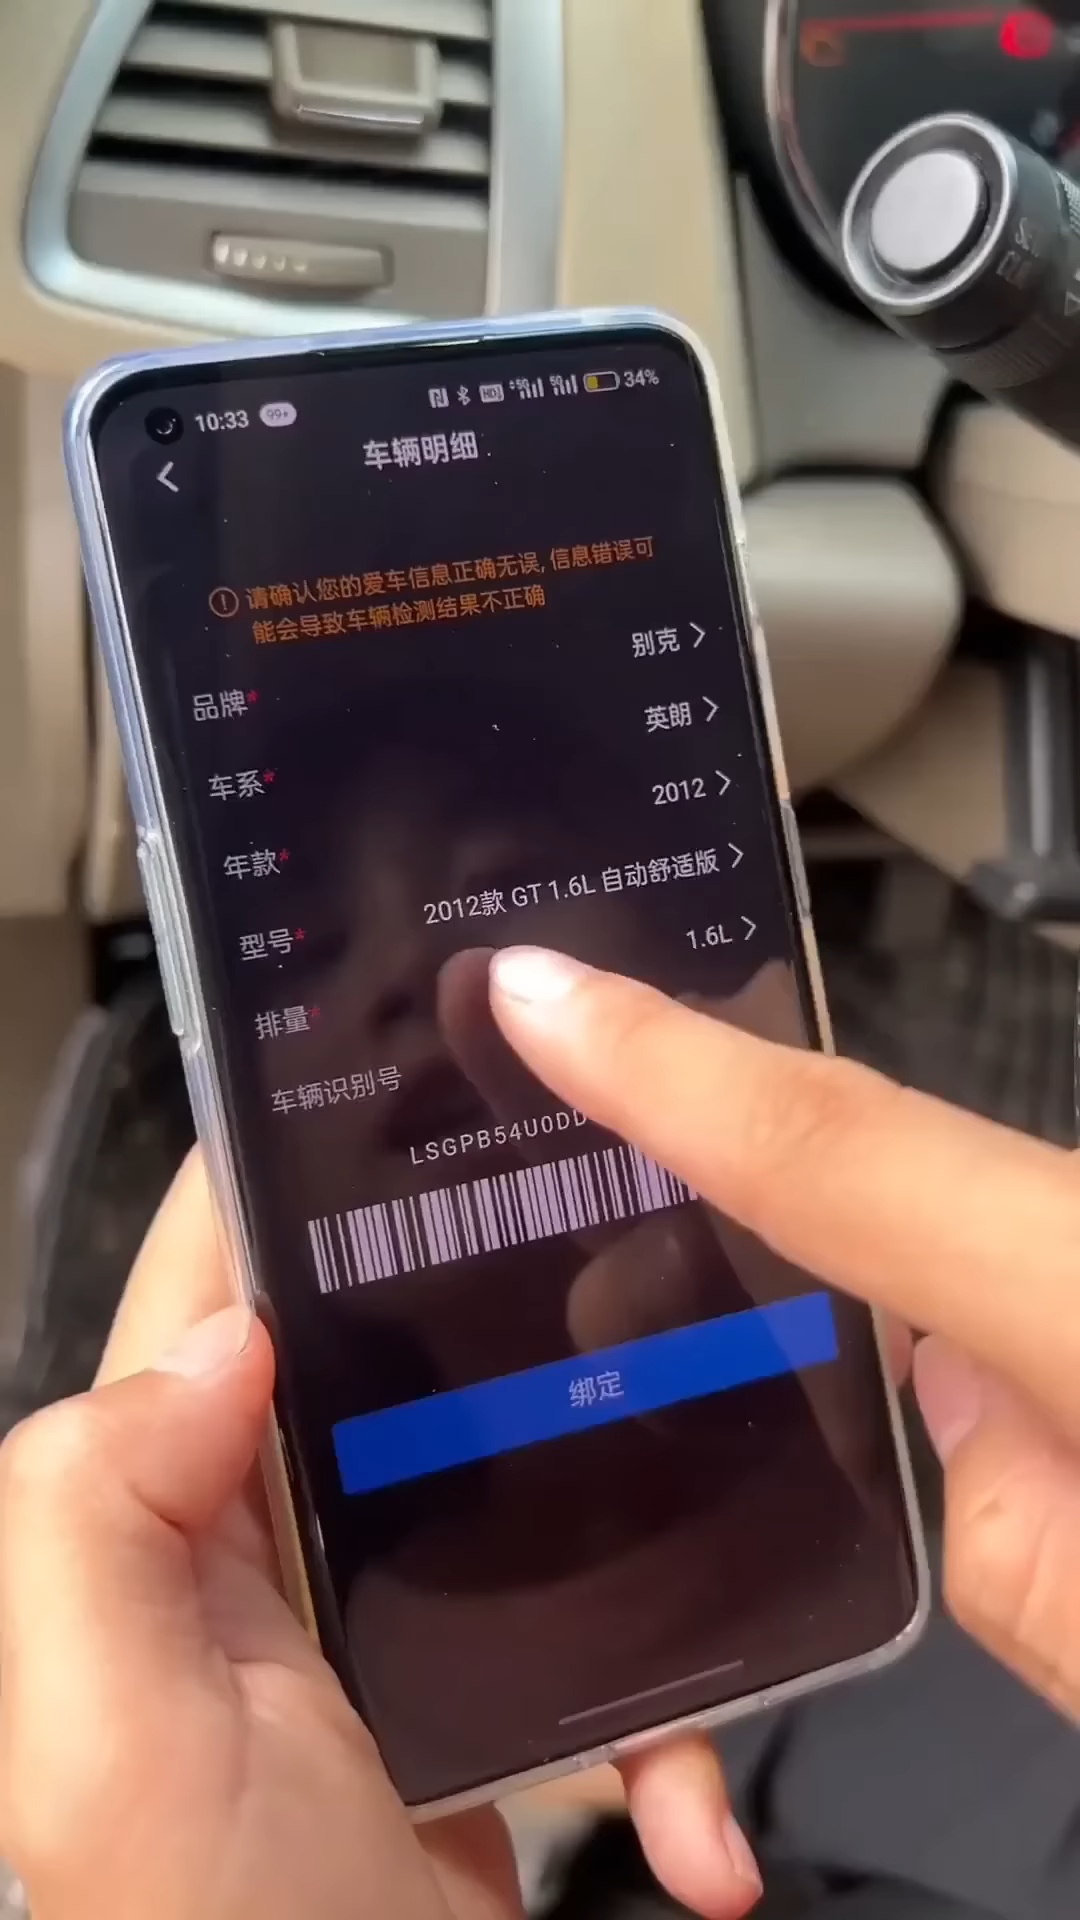 10:33 99+ HD 5G 5G 34%
车辆明细
请确认您的爱车信息正确无误,信息错误可
能会导致车辆检测结果不正确
品牌* 别克
车系* 英朗
年款* 2012
型号* 2012款 GT 1.6L 自动舒适版
排量* 1.6L
车辆识别号
LSGPB54U0DD
绑定